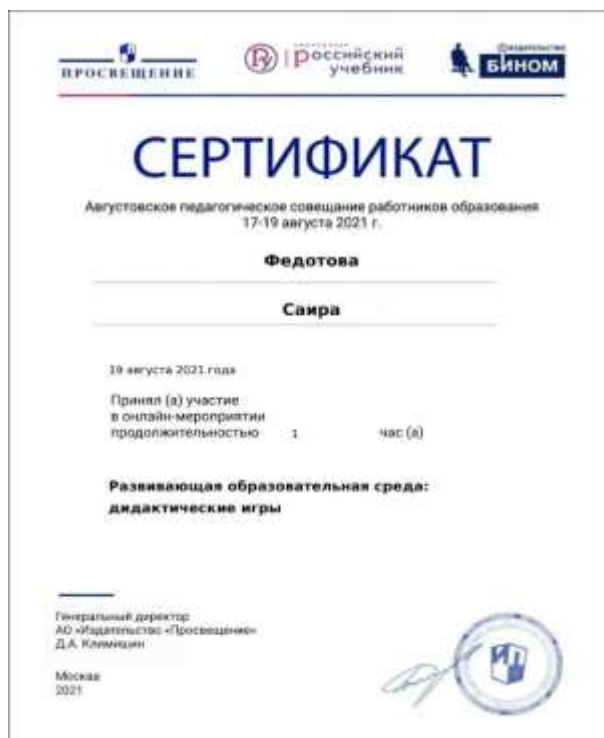 ПРОСВЕЩЕНИЕ
российский
учебник
издательство
БИНОМ
СЕРТИФИКАТ
Августовское педагогическое совещание работников образования
17-19 августа 2021 г.
Федотова
Саира
19 августа 2021 года
Принял (а) участие
в онлайн-мероприятии
продолжительностью 1 час (а)
Развивающая образовательная среда:
дидактические игры
Генеральный директор
АО «Издательство «Просвещение»
Д.А. Климишин
Москва
2021